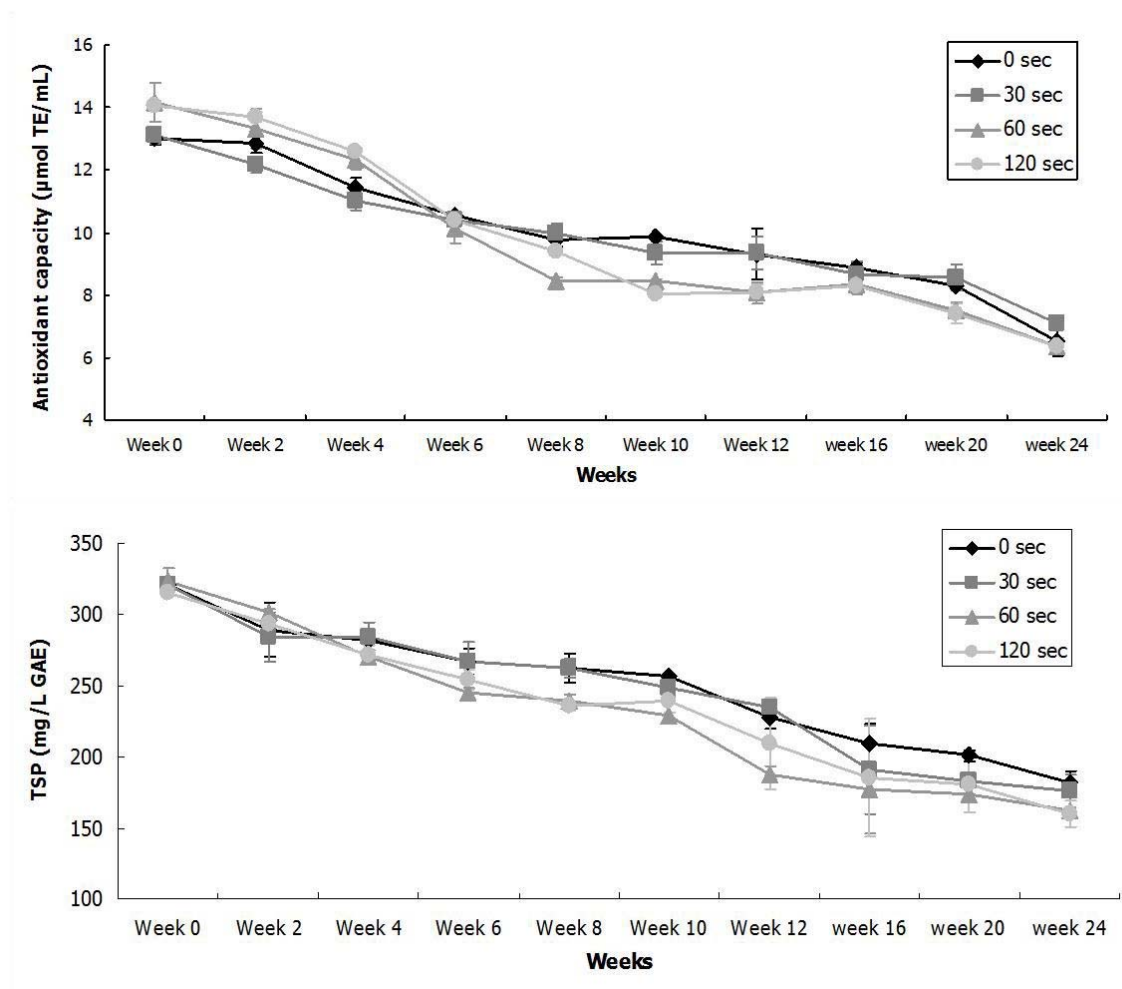 16
14
12
10
8
6
4
Antioxidant capacity (µmol TE/mL)
0 sec
30 sec
60 sec
120 sec
Week 0 Week 2 Week 4 Week 6 Week 8 Week 10 Week 12 week 16 week 20 week 24
Weeks
350
300
250
200
150
100
TSP (mg/L GAE)
0 sec
30 sec
60 sec
120 sec
Week 0 Week 2 Week 4 Week 6 Week 8 Week 10 Week 12 week 16 week 20 week 24
Weeks